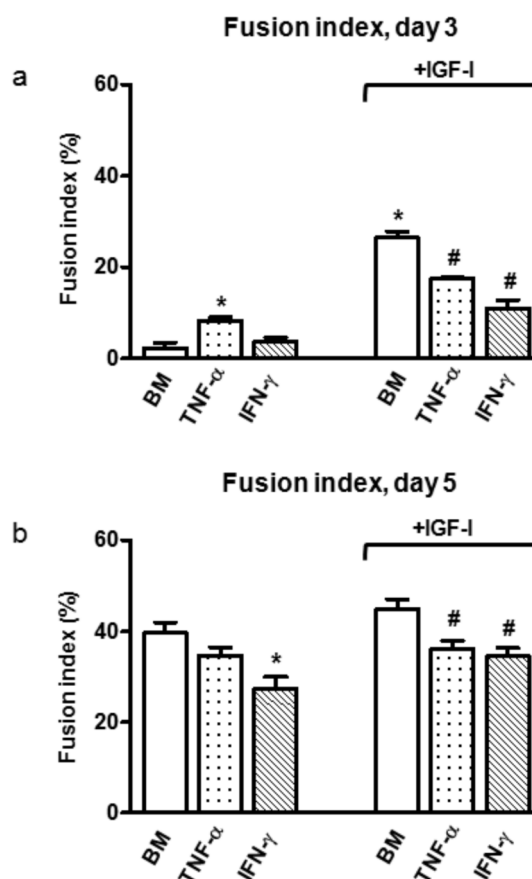 Fusion index, day 3
a
+IGF-I
Fusion index (%)
60
40
20
0
*
*
#
#
BM
TNF-α
IFN-γ
BM
TNF-α
IFN-γ
Fusion index, day 5
b
+IGF-I
Fusion index (%)
60
40
20
0
*
#
#
BM
TNF-α
IFN-γ
BM
TNF-α
IFN-γ